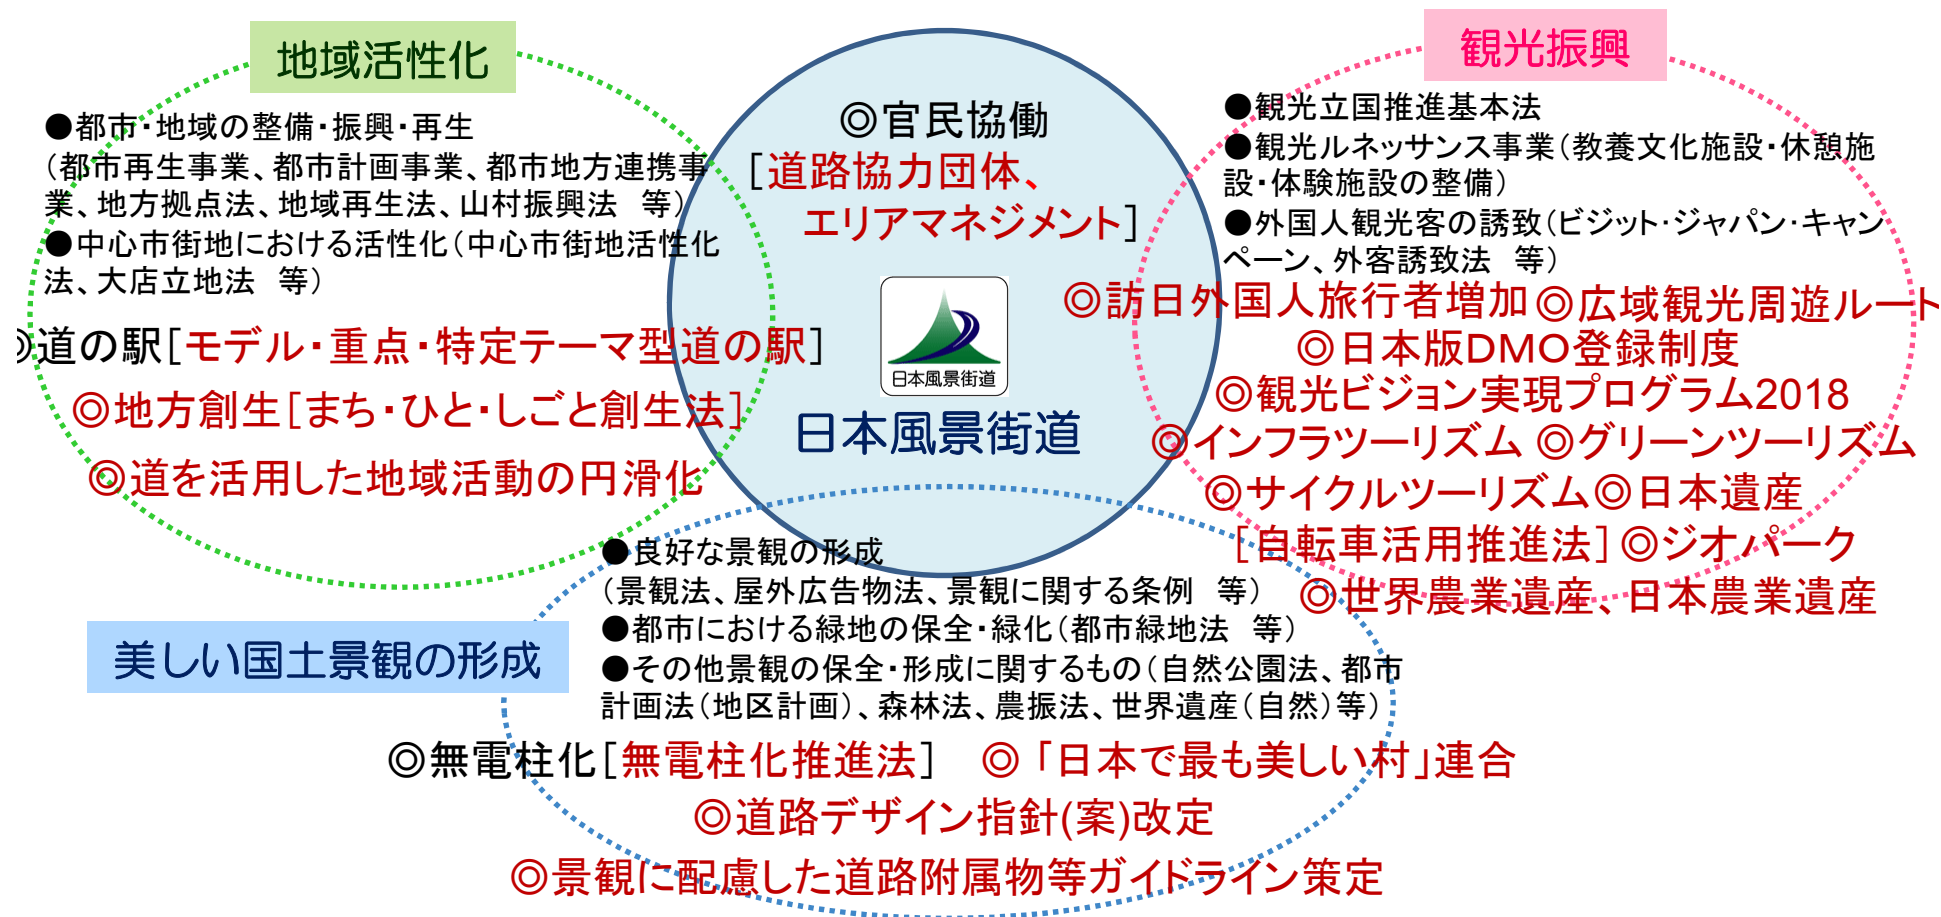 地域活性化
●都市・地域の整備・振興・再生
(都市再生事業、都市計画事業、都市地方連携事
業、地方拠点法、地域再生法、山村振興法 等)
●中心市街地における活性化(中心市街地活性化
法、大店立地法 等)
◎道の駅[モデル・重点・特定テーマ型道の駅]
◎地方創生[まち・ひと・しごと創生法]
◎道を活用した地域活動の円滑化
◎官民協働
[道路協力団体、
エリアマネジメント]
日本風景街道
日本風景街道
観光振興
●観光立国推進基本法
●観光ルネッサンス事業(教養文化施設・休憩施
設・体験施設の整備)
●外国人観光客の誘致(ビジット・ジャパン・キャン
ペーン、外客誘致法 等)
◎訪日外国人旅行者増加 ◎広域観光周遊ルート
◎日本版DMO登録制度
◎観光ビジョン実現プログラム2018
◎インフラツーリズム ◎グリーンツーリズム
◎サイクルツーリズム ◎日本遺産
[自転車活用推進法] ◎ジオパーク
◎世界農業遺産、日本農業遺産
美しい国土景観の形成
●良好な景観の形成
(景観法、屋外広告物法、景観に関する条例 等)
●都市における緑地の保全・緑化(都市緑地法 等)
●その他景観の保全・形成に関するもの(自然公園法、都市
計画法(地区計画)、森林法、農振法、世界遺産(自然)等)
◎無電柱化[無電柱化推進法] ◎「日本で最も美しい村」連合
◎道路デザイン指針(案)改定
◎景観に配慮した道路附属物等ガイドライン策定